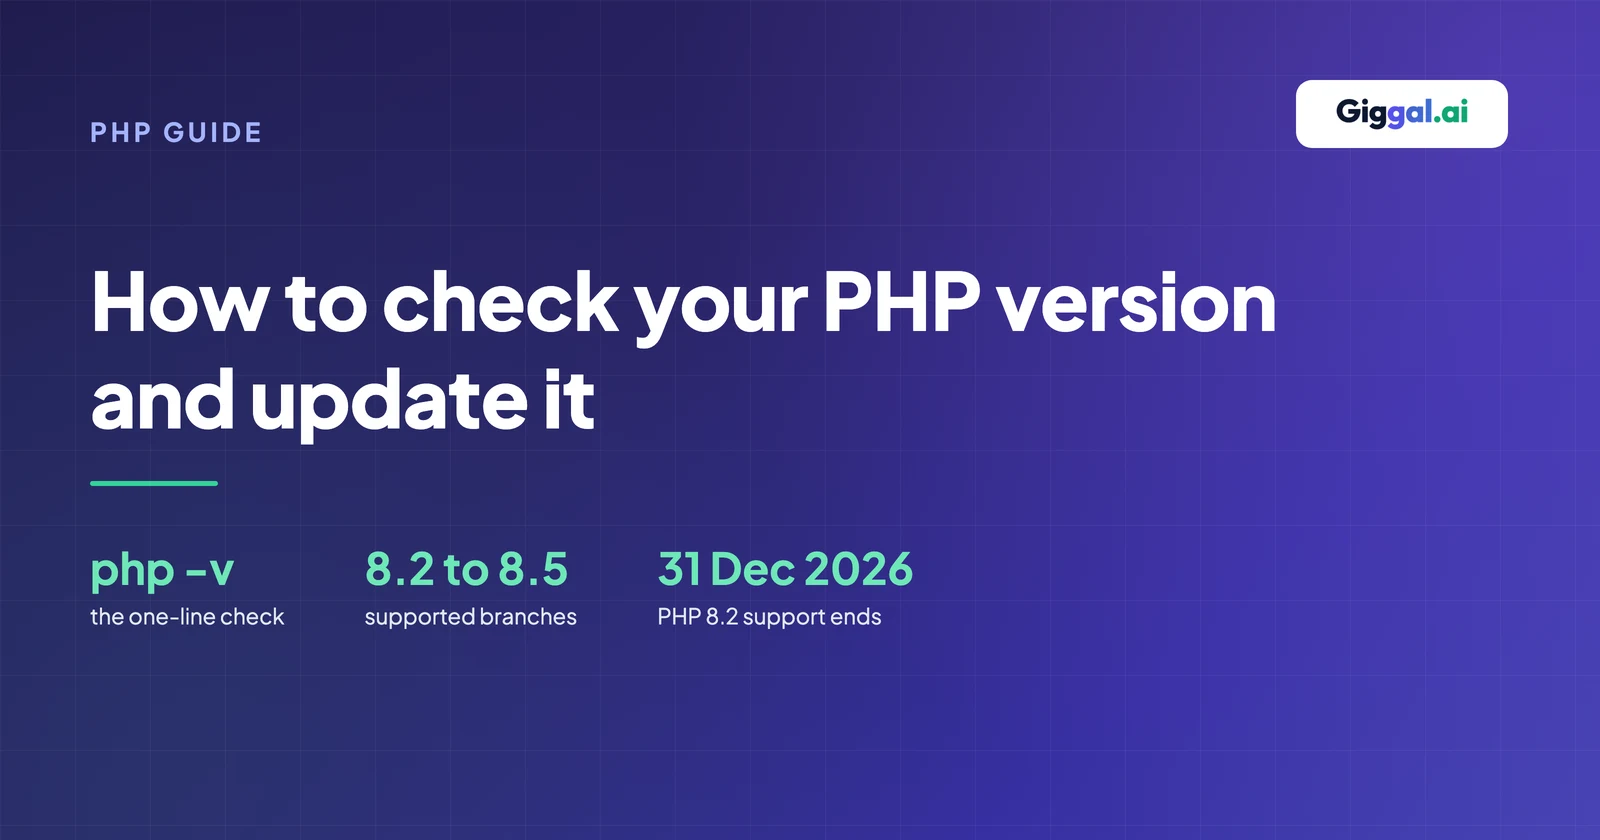 PHP GUIDE
Giggal.ai
How to check your PHP version
and update it
php -v
the one-line check
8.2 to 8.5
supported branches
31 Dec 2026
PHP 8.2 support ends